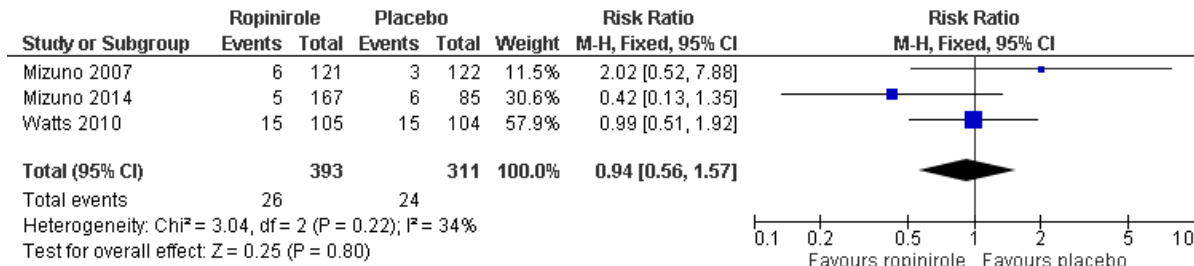 Ropinirole Placebo Risk Ratio Risk Ratio
Study or Subgroup Events Total Events Total Weight M-H, Fixed, 95% CI M-H, Fixed, 95% CI
Mizuno 2007 6 121 3 122 11.5% 2.02 [0.52, 7.88]
Mizuno 2014 5 167 6 85 30.6% 0.42 [0.13, 1.35]
Watts 2010 15 105 15 104 57.9% 0.99 [0.51, 1.92]
Total (95% CI) 393 311 100.0% 0.94 [0.56, 1.57]
Total events 26 24
Heterogeneity: Chi² = 3.04, df = 2 (P = 0.22); I² = 34%
Test for overall effect: Z = 0.25 (P = 0.80)
0.1 0.2 0.5 1 2 5 10
Favours ropinirole Favours placebo